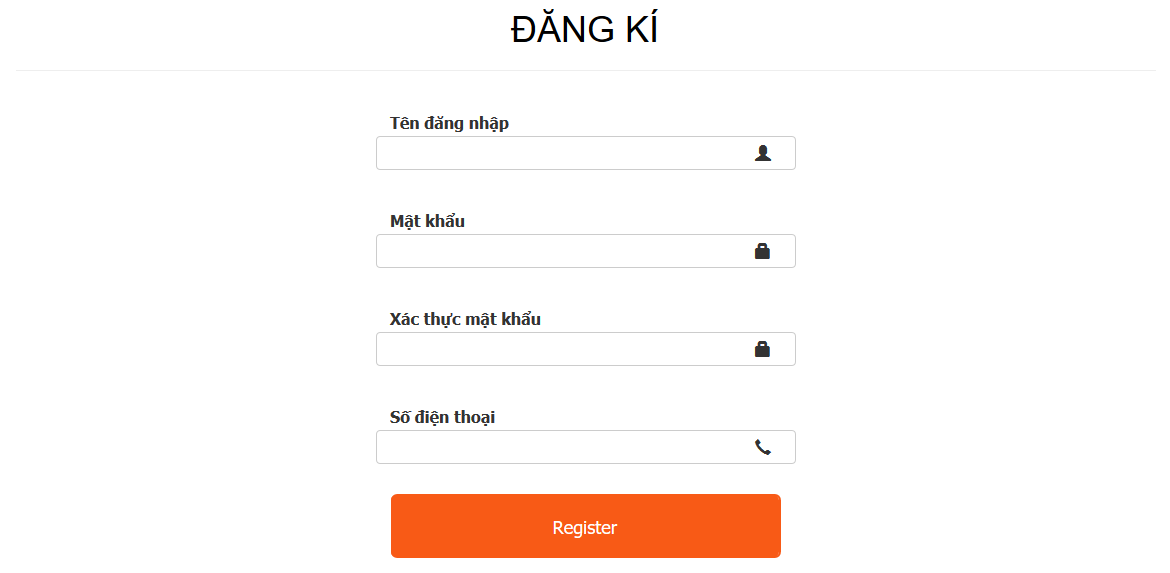 ĐĂNG KÍ
Tên đăng nhập
Mật khẩu
Xác thực mật khẩu
Số điện thoại
Register